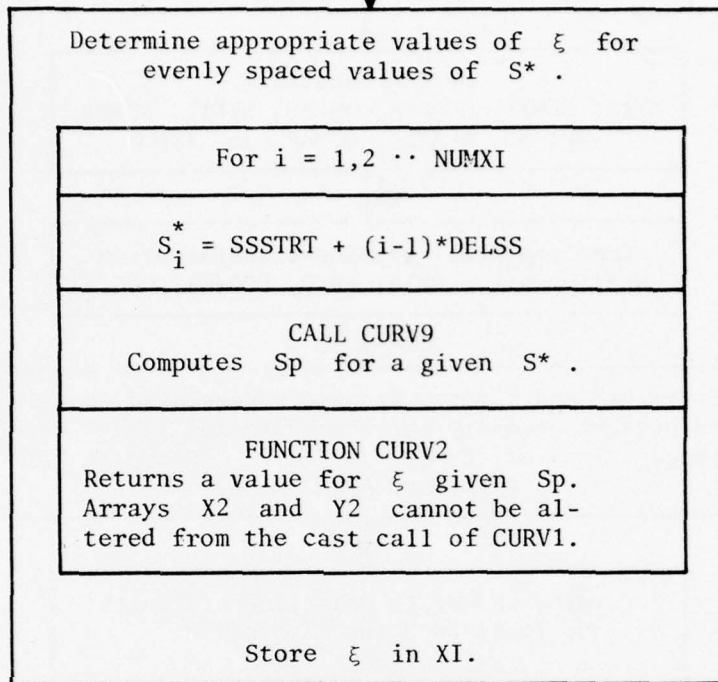 Determine appropriate values of ξ for
evenly spaced values of S* .
For i = 1,2 ·· NUMXI
S*i = SSSTRT + (i-1)*DELSS
CALL CURV9
Computes Sp for a given S* .
FUNCTION CURV2
Returns a value for ξ given Sp.
Arrays X2 and Y2 cannot be al-
tered from the cast call of CURV1.
Store ξ in XI.